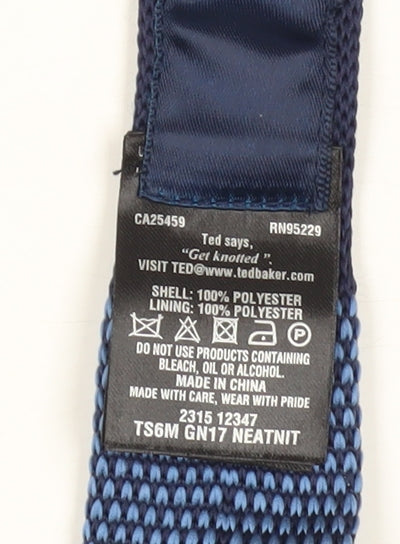 CA25459 RN95229
Ted says,
"Get knotted".
VISIT TED@www.tedbaker.com
SHELL: 100% POLYESTER
LINING: 100% POLYESTER
P
DO NOT USE PRODUCTS CONTAINING
BLEACH, OIL OR ALCOHOL.
MADE IN CHINA
MADE WITH CARE, WEAR WITH PRIDE
2315 12347
TS6M GN17 NEATNIT